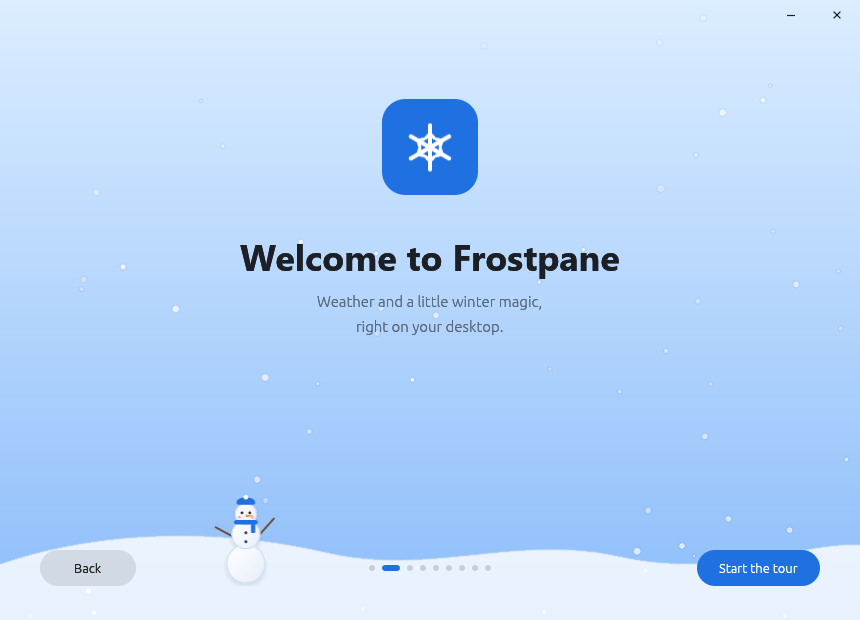 Welcome to Frostpane
Weather and a little winter magic,
right on your desktop.
Back
Start the tour